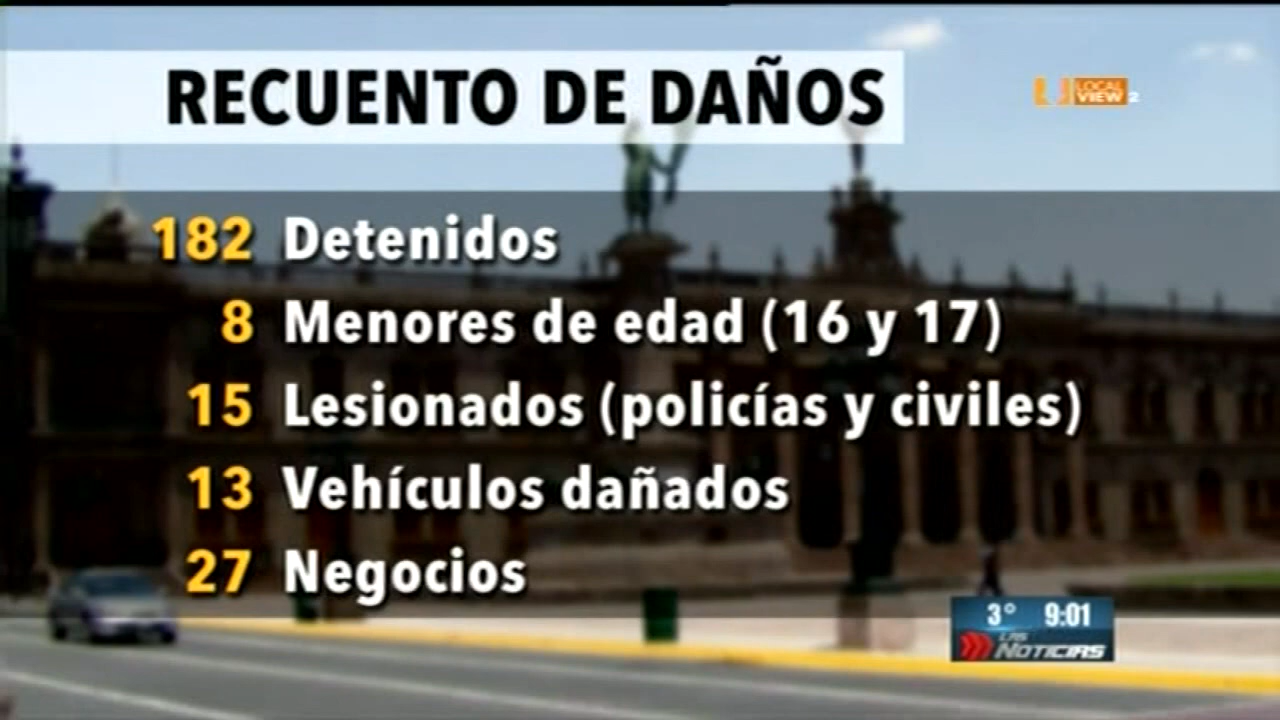 RECUENTO DE DAÑOS
LOCAL
VIEW 2
182 Detenidos
8 Menores de edad (16 y 17)
15 Lesionados (policías y civiles)
13 Vehículos dañados
27 Negocios
3° 9:01
LAS
NOTICIAS